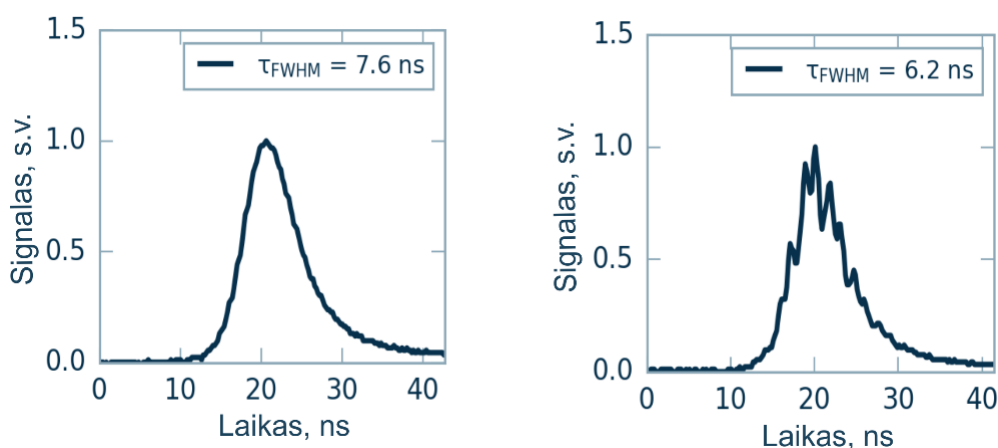 1.5
τFWHM = 7.6 ns
1.0
0.5
0.0
Signalas, s.v.
0 10 20 30 40
Laikas, ns
1.5
τFWHM = 6.2 ns
1.0
0.5
0.0
Signalas, s.v.
0 10 20 30 40
Laikas, ns